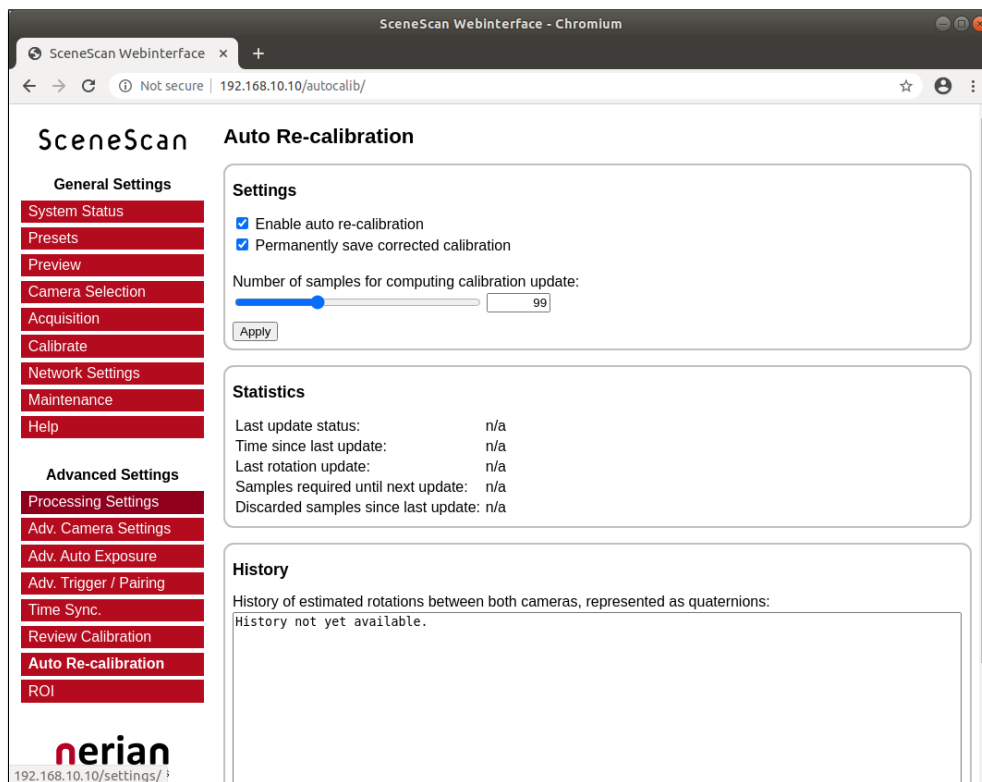 SceneScan Webinterface - Chromium
SceneScan Webinterface
Not secure | 192.168.10.10/autocalib/
SceneScan
General Settings
System Status
Presets
Preview
Camera Selection
Acquisition
Calibrate
Network Settings
Maintenance
Help
Advanced Settings
Processing Settings
Adv. Camera Settings
Adv. Auto Exposure
Adv. Trigger / Pairing
Time Sync.
Review Calibration
Auto Re-calibration
ROI
nerian
192.168.10.10/settings/
Auto Re-calibration
Settings
Enable auto re-calibration
Permanently save corrected calibration
Number of samples for computing calibration update:
99
Apply
Statistics
Last update status: n/a
Time since last update: n/a
Last rotation update: n/a
Samples required until next update: n/a
Discarded samples since last update: n/a
History
History of estimated rotations between both cameras, represented as quaternions:
History not yet available.